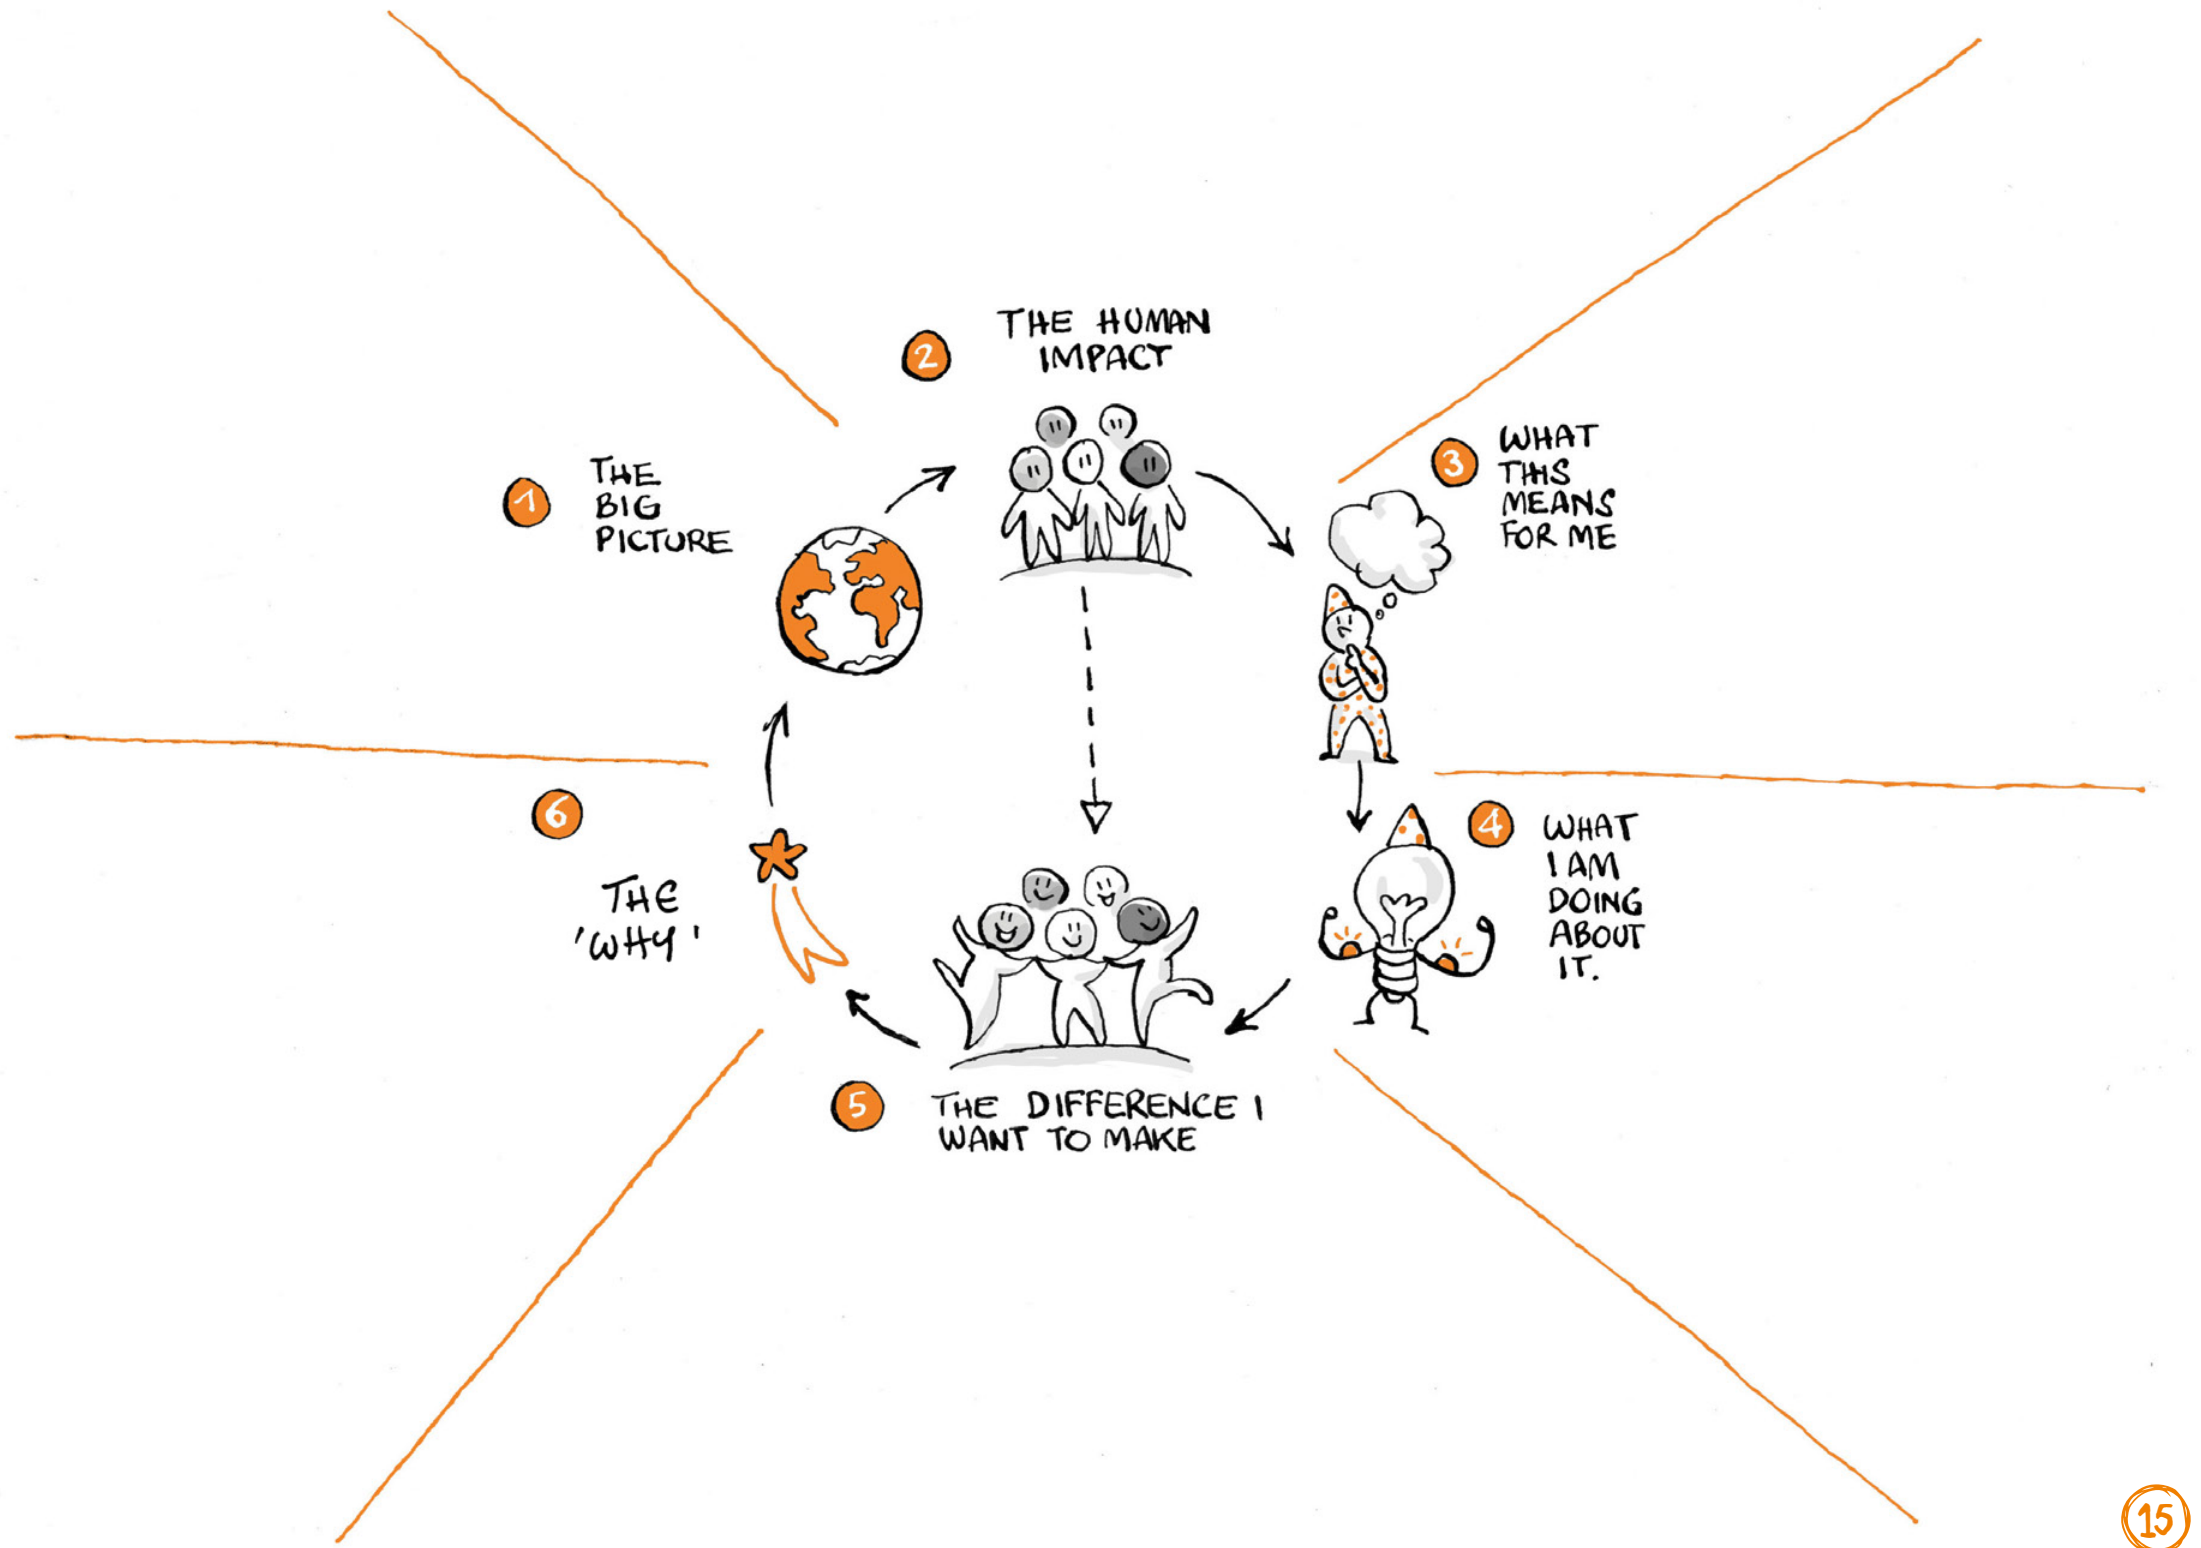 1
THE
BIG
PICTURE
2
THE HUMAN
IMPACT
3
WHAT
THIS
MEANS
FOR ME
4
WHAT
I AM
DOING
ABOUT
IT.
5
THE DIFFERENCE I
WANT TO MAKE
6
THE
'WHY'
15